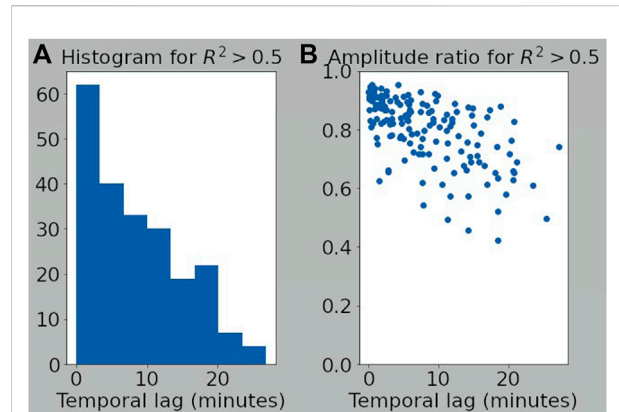 A Histogram for R² > 0.5
60
50
40
30
20
10
0
0 10 20
Temporal lag (minutes)
B Amplitude ratio for R² > 0.5
1.0
0.8
0.6
0.4
0.2
0.0
0 10 20
Temporal lag (minutes)